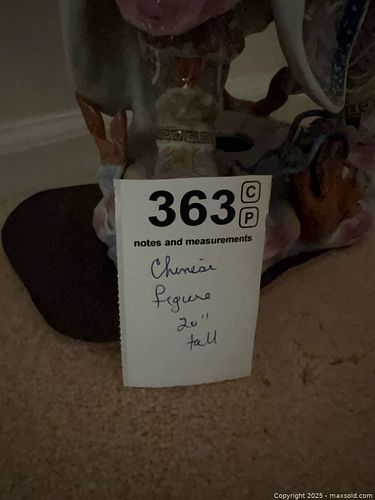 363 C
P
notes and measurements
Chinese
figure
20"
tall
Copyright 2025 - maxsold.com